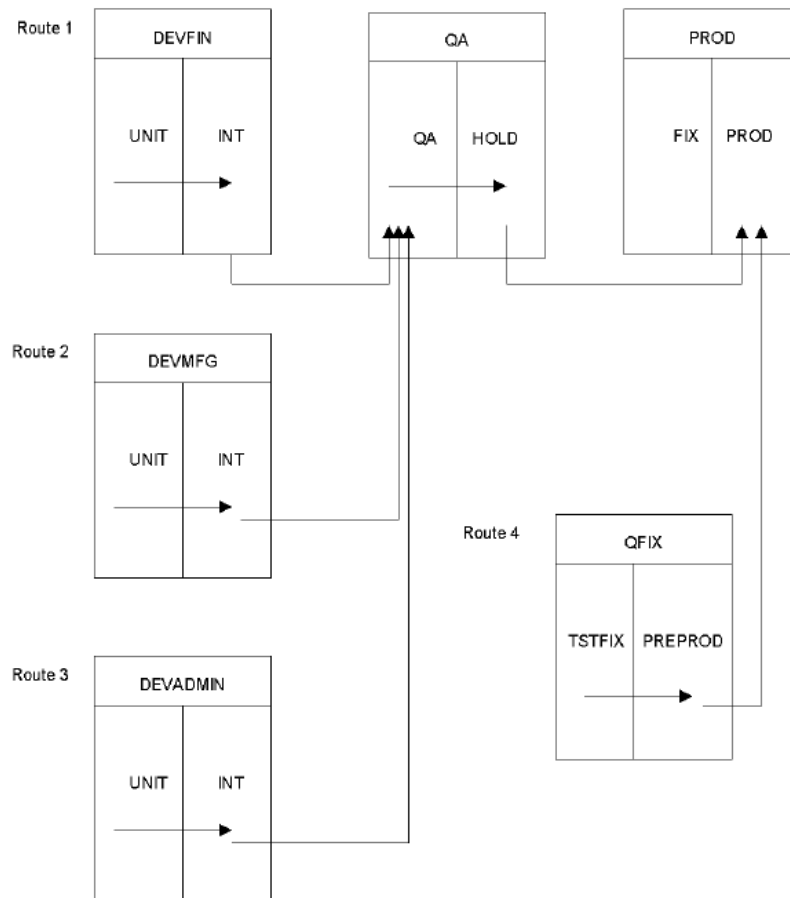 Route 1
DEVFIN
UNIT INT
QA
QA HOLD
PROD
FIX PROD
Route 2
DEVMFG
UNIT INT
Route 4
QFIX
TSTFIX PREPROD
Route 3
DEVADMIN
UNIT INT